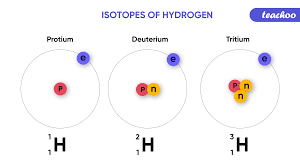 ISOTOPES OF HYDROGEN
teachoo
Protium
Deuterium
Tritium
e
e
e
P
P n
P n
n
1
1 H
2
1 H
3
1 H